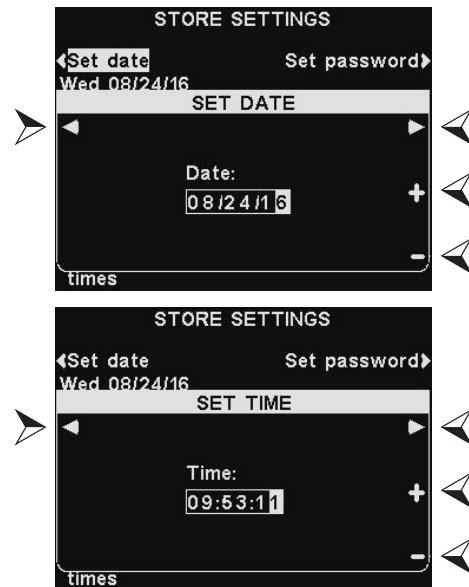 STORE SETTINGS
Set date Set password
Wed 08/24/16
SET DATE
Date:
08/24/16
+
-
times
STORE SETTINGS
Set date Set password
Wed 08/24/16
SET TIME
Time:
09:53:11
+
-
times